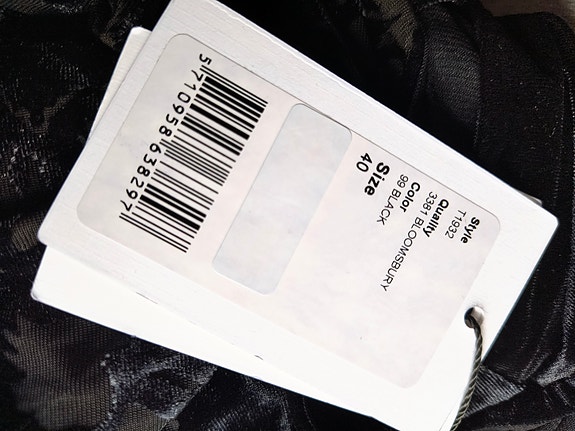 Style
T1932
Quality
3381 BLOOMSBURY
Color
99 BLACK
Size
40
5710958638297